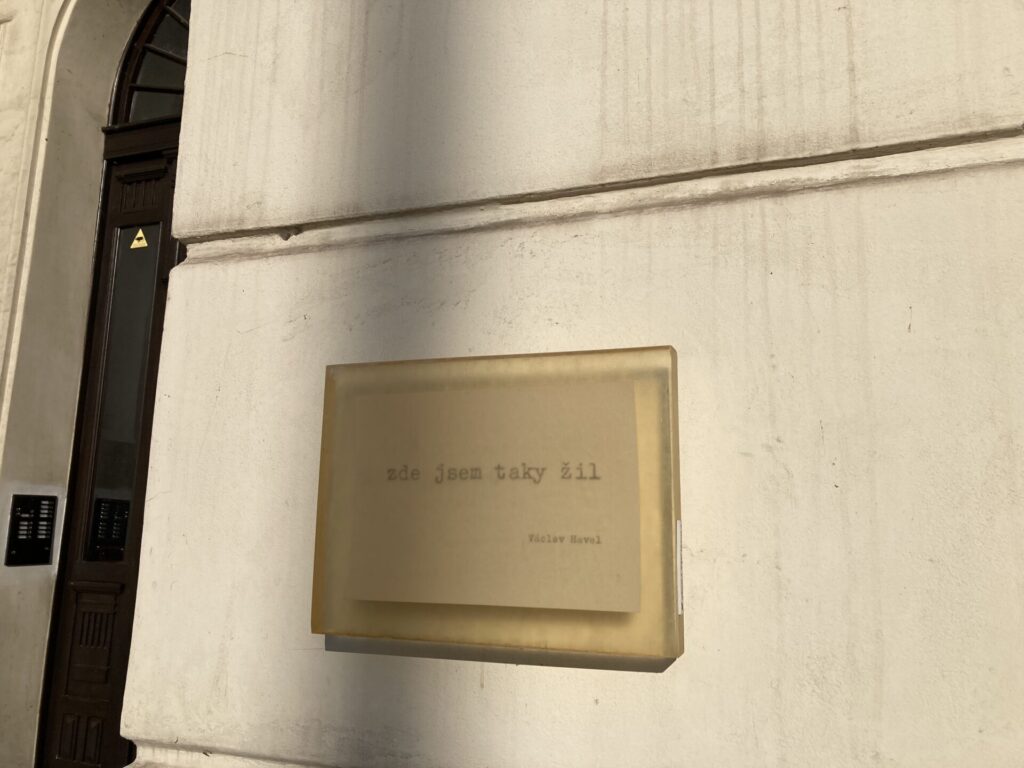 zde jsem taky žil
Václav Havel